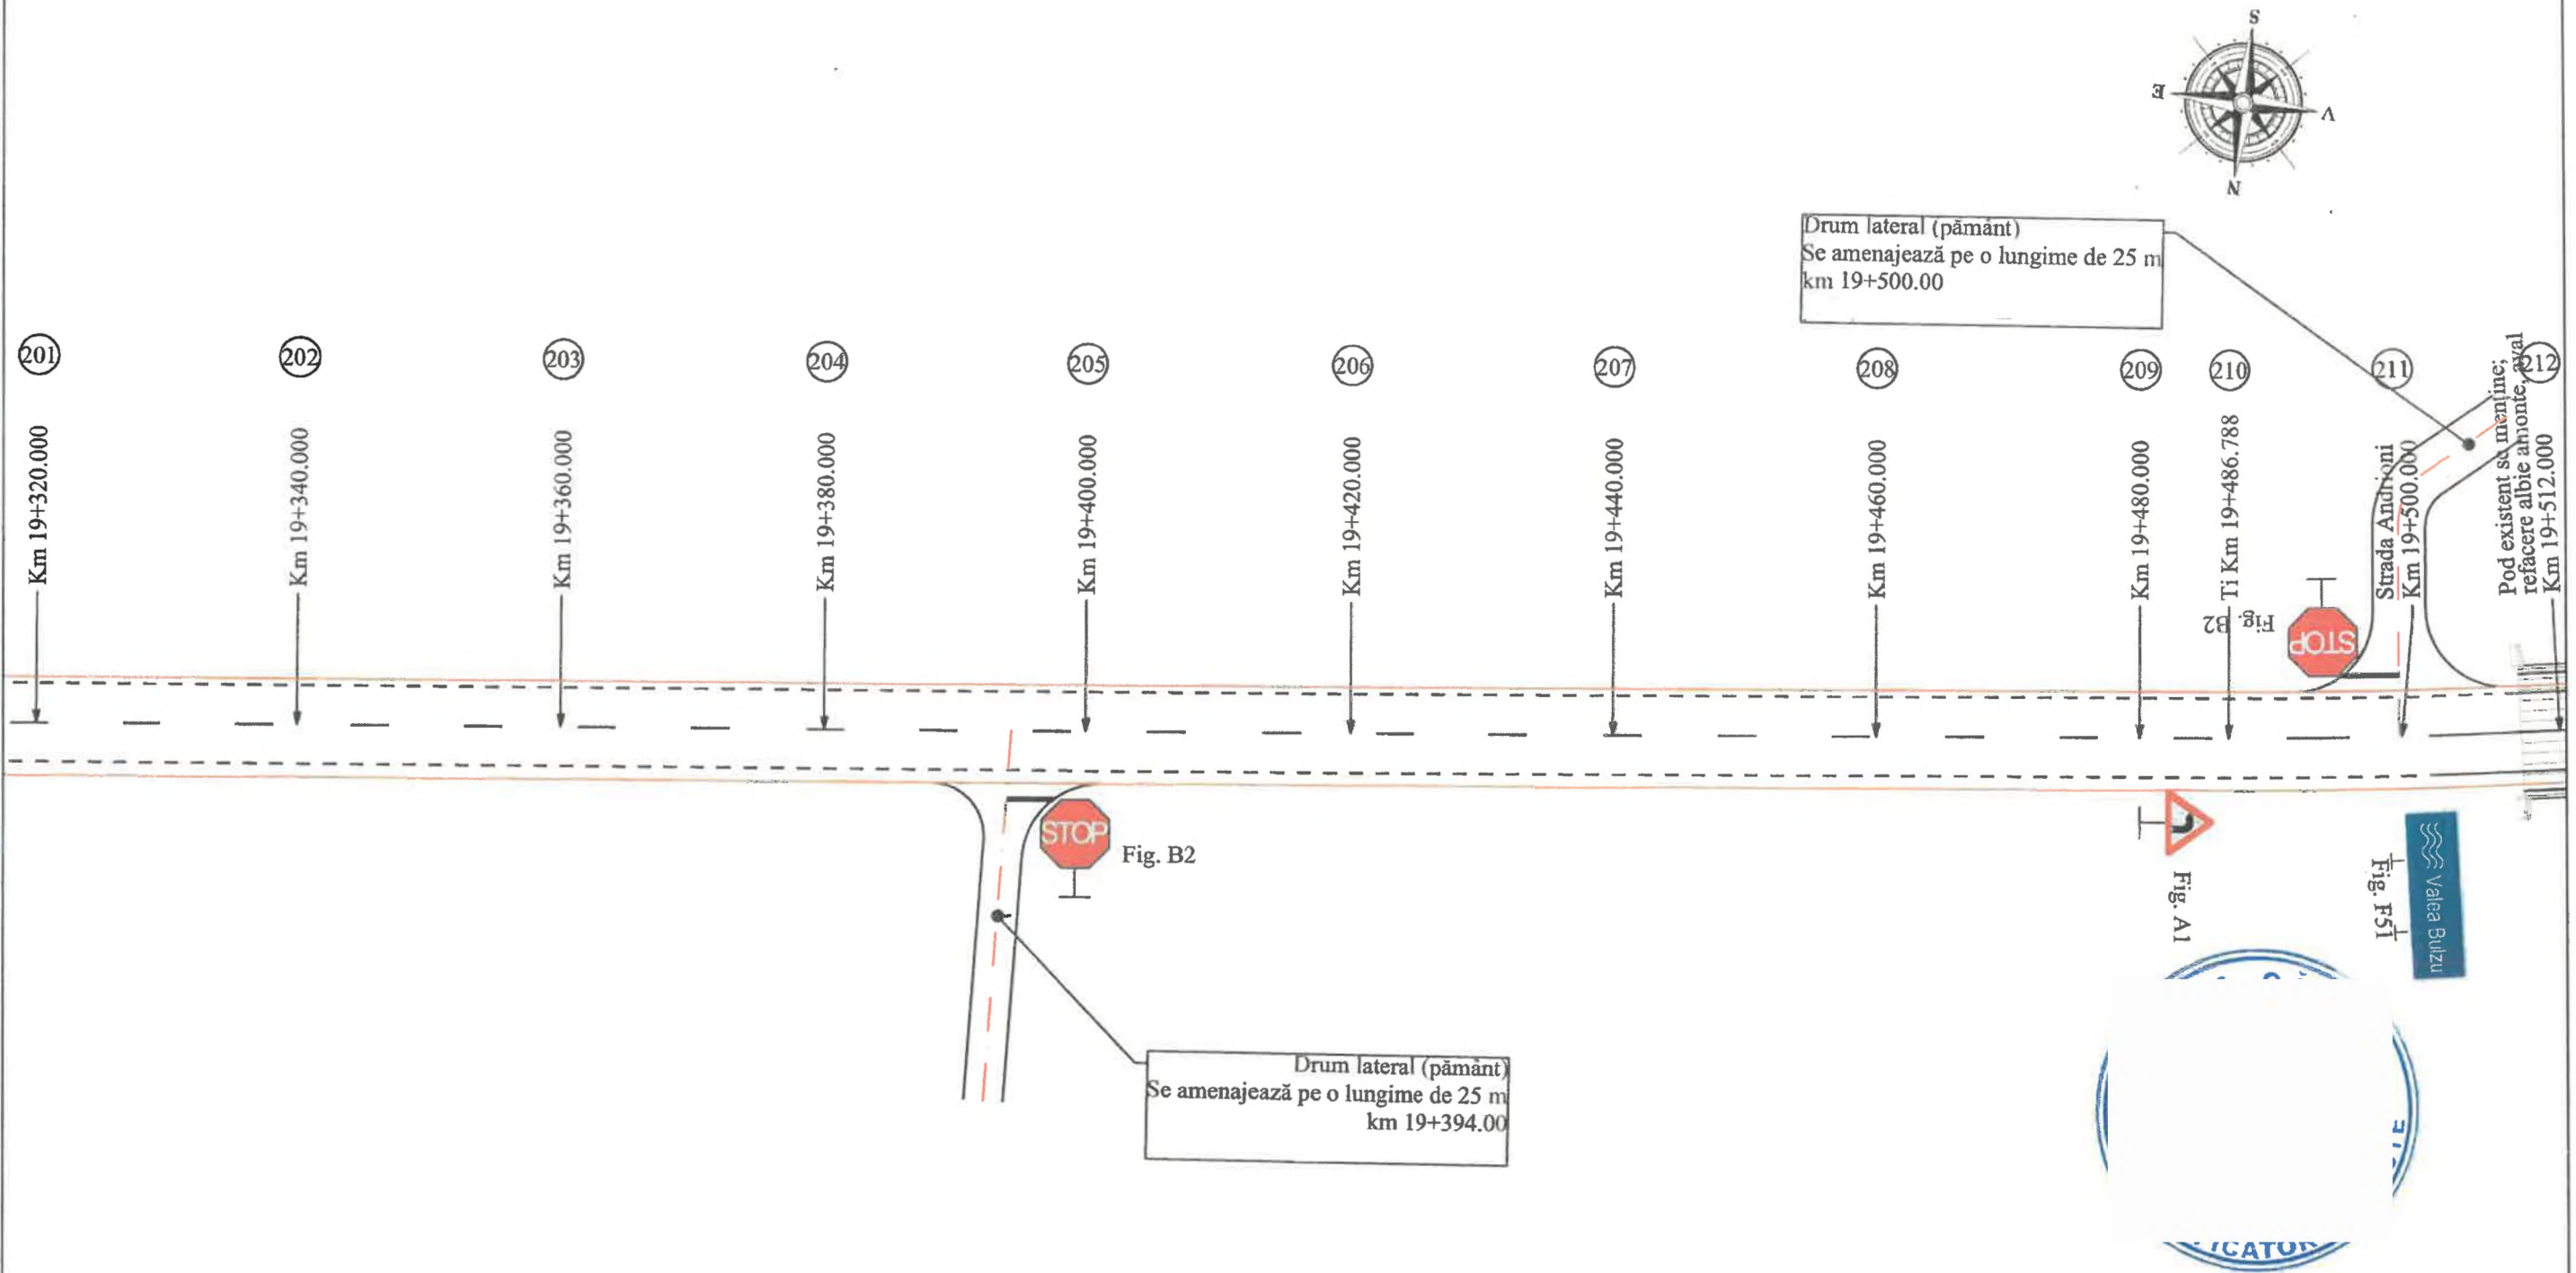 S
E
V
N
Drum lateral (pământ)
Se amenajează pe o lungime de 25 m
km 19+500.00
201
202
203
204
205
206
207
208
209
210
211
212
Km 19+320.000
Km 19+340.000
Km 19+360.000
Km 19+380.000
Km 19+400.000
Km 19+420.000
Km 19+440.000
Km 19+460.000
Km 19+480.000
Ti Km 19+486.788
Strada Andrioni
Km 19+500.000
Pod existent se menține;
refacere albie amonte, aval
Km 19+512.000
Fig. B2
STOP
STOP
Fig. B2
Fig. A1
Fig. F51
Valea Bulzu
Drum lateral (pământ)
Se amenajează pe o lungime de 25 m
km 19+394.00